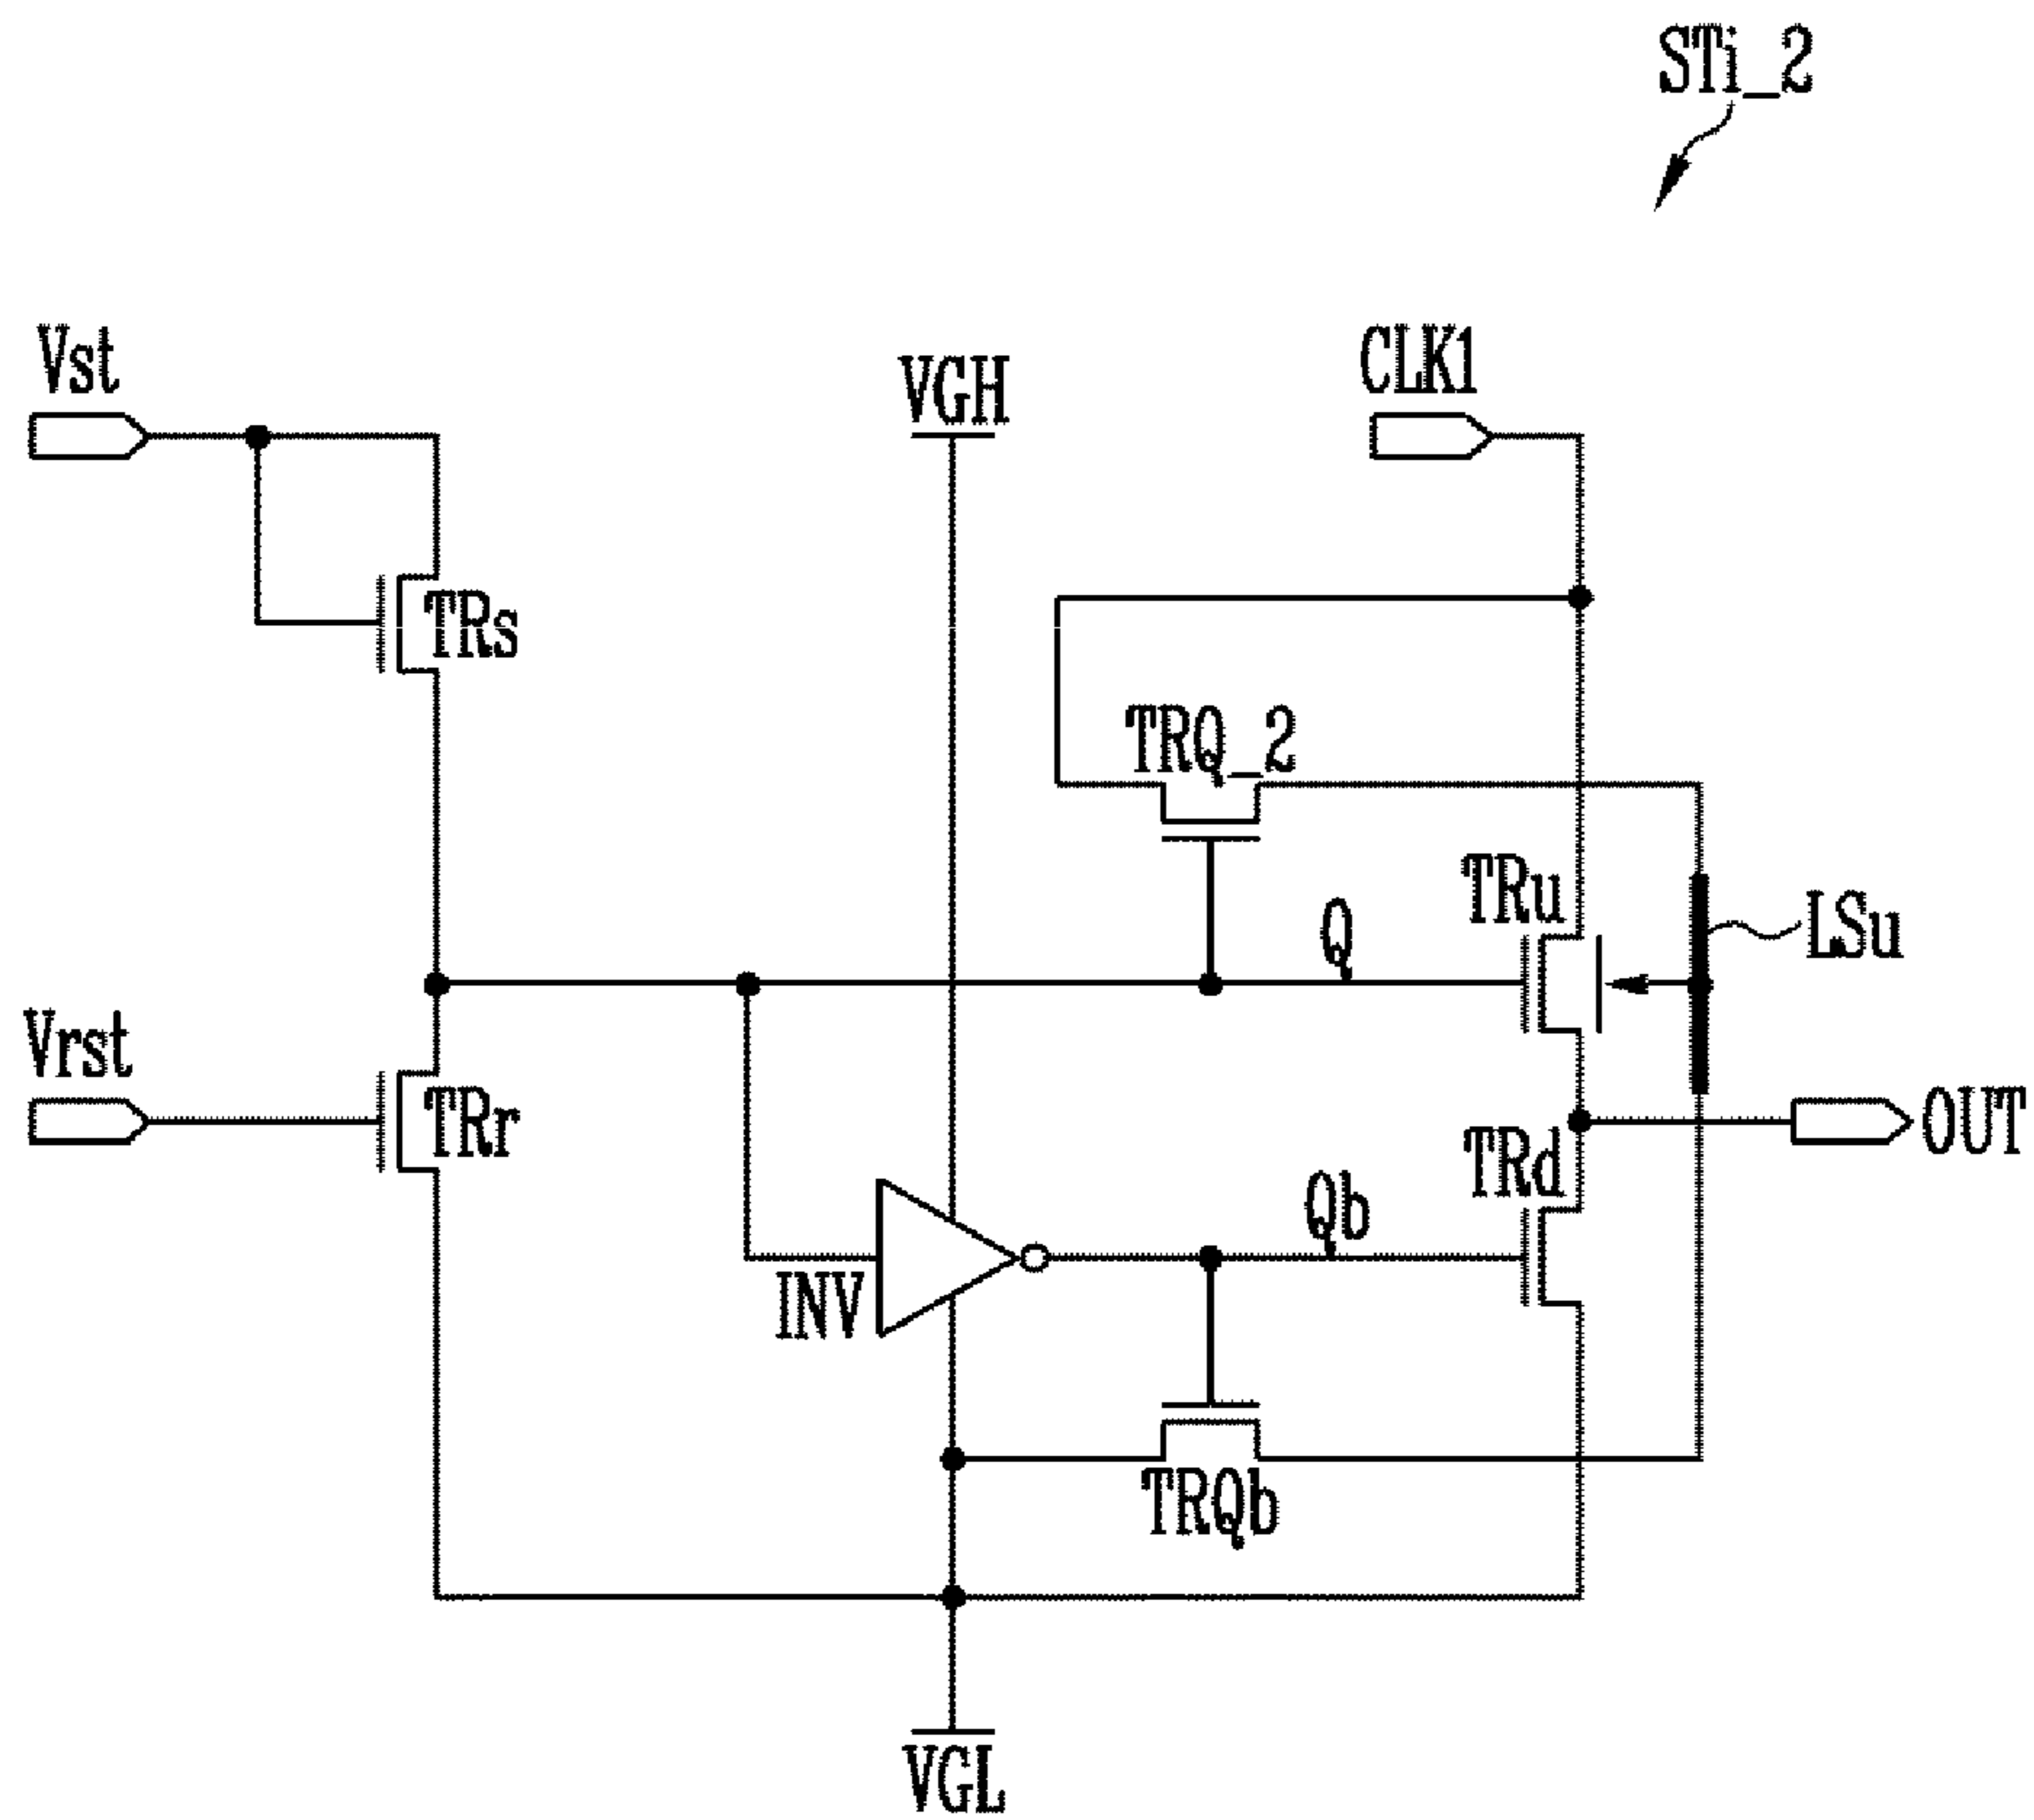 STi_2
Vst
VGH
CLK1
TRs
TRQ_2
TRu
Q
LSu
Vrst
TRr
OUT
TRd
Qb
INV
TRQb
VGL